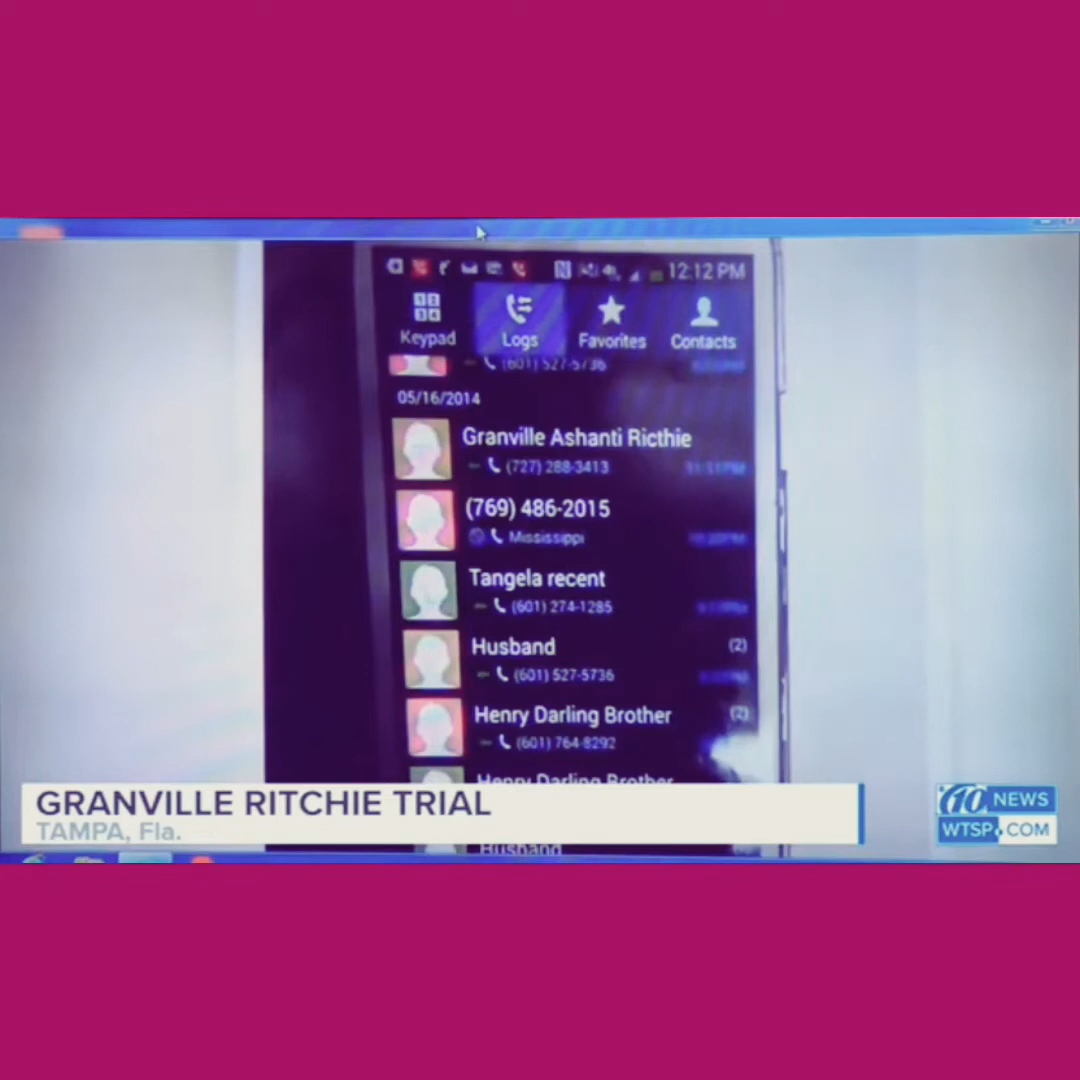 12:12 PM
Keypad
Logs
Favorites
Contacts
(601) 527-5736
05/16/2014
Granville Ashanti Ricthie
(727) 288-3413
(769) 486-2015
Mississippi
Tangela recent
(601) 274-1285
Husband
(2)
(601) 527-5736
Henry Darling Brother
(2)
(601) 764-8292
Henry Darling Brother
GRANVILLE RITCHIE TRIAL
TAMPA, Fla.
10 NEWS
WTSP.COM
Husband